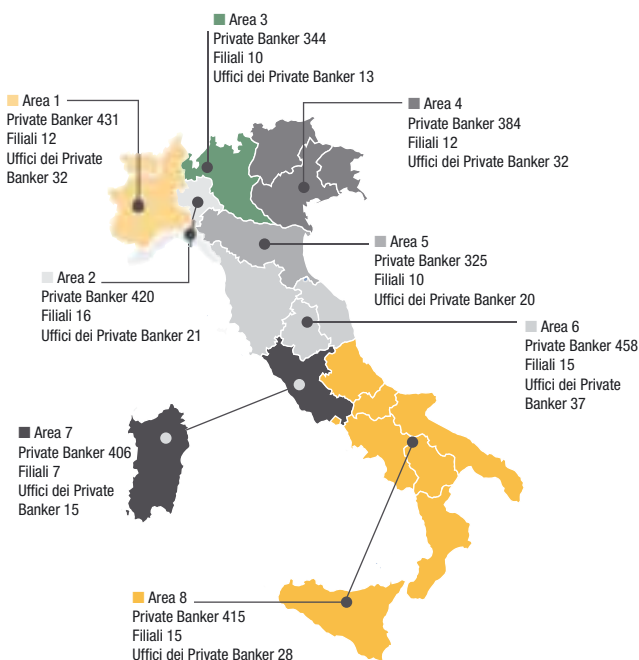 Area 3
Private Banker 344
Filiali 10
Uffici dei Private Banker 13
Area 1
Private Banker 431
Filiali 12
Uffici dei Private
Banker 32
Area 4
Private Banker 384
Filiali 12
Uffici dei Private Banker 32
Area 5
Private Banker 325
Filiali 10
Uffici dei Private Banker 20
Area 2
Private Banker 420
Filiali 16
Uffici dei Private Banker 21
Area 6
Private Banker 458
Filiali 15
Uffici dei Private
Banker 37
Area 7
Private Banker 406
Filiali 7
Uffici dei Private
Banker 15
Area 8
Private Banker 415
Filiali 15
Uffici dei Private Banker 28